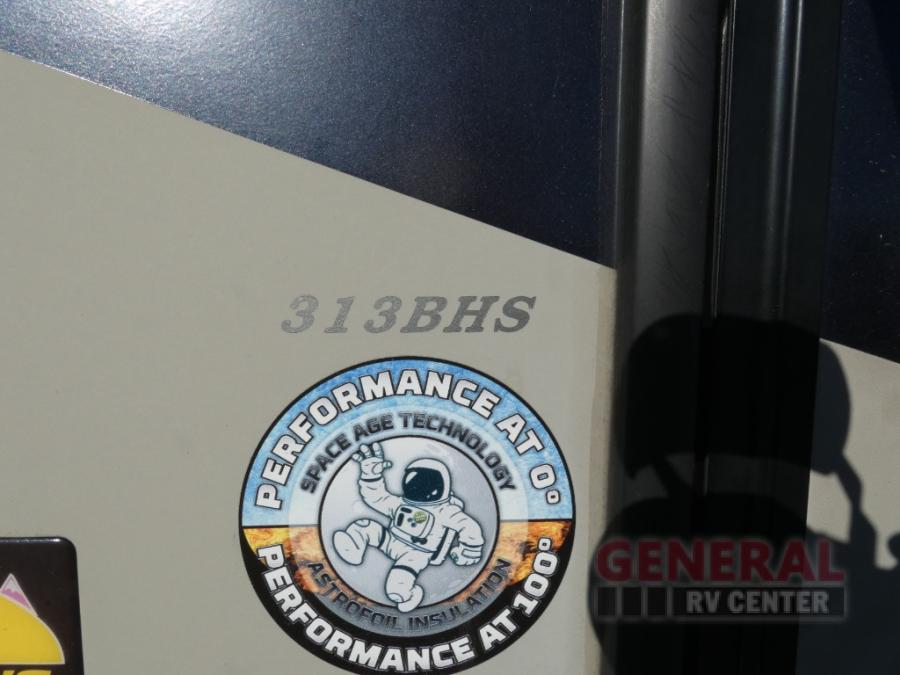 313BHS
PERFORMANCE AT 0°
SPACE AGE TECHNOLOGY
ASTROFOIL INSULATION
PERFORMANCE AT 100°
GENERAL
RV CENTER